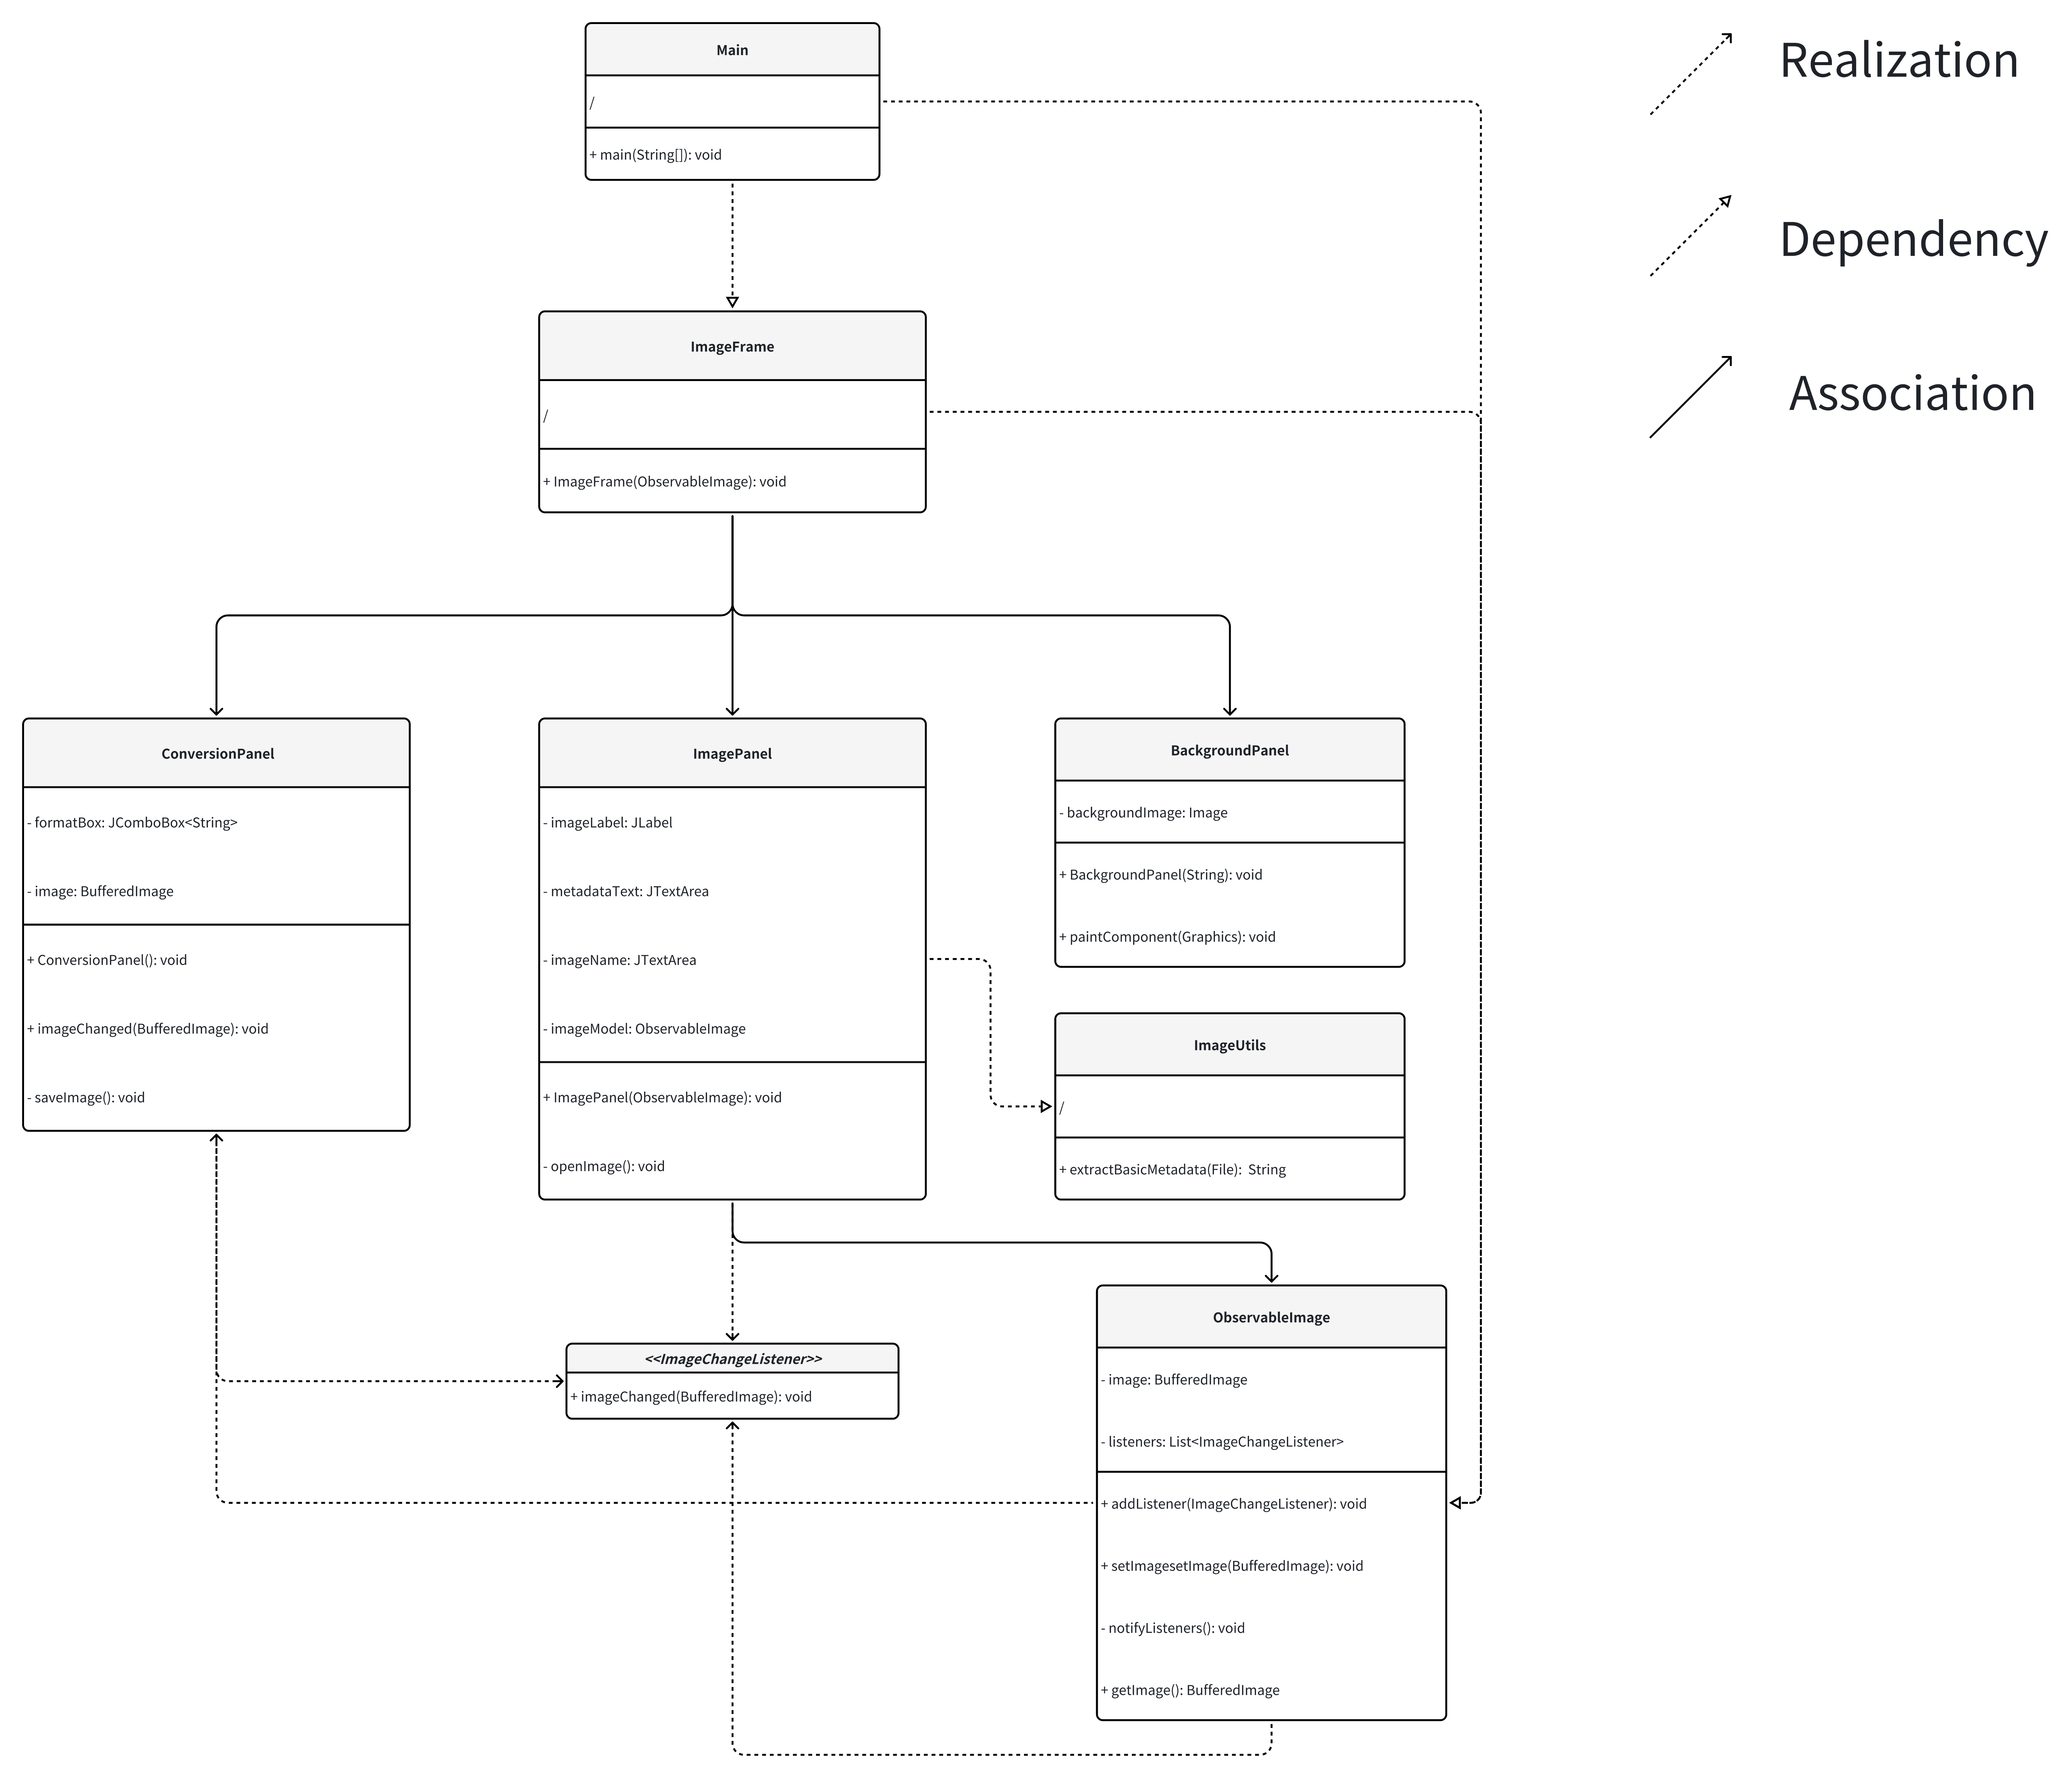 Main
/
+ main(String[]): void
Realization
Dependency
Association
ImageFrame
/
+ ImageFrame(ObservableImage): void
ConversionPanel
- formatBox: JComboBox<String>
- image: BufferedImage
+ ConversionPanel(): void
+ imageChanged(BufferedImage): void
- saveImage(): void
ImagePanel
- imageLabel: JLabel
- metadataText: JTextArea
- imageName: JTextArea
- imageModel: ObservableImage
+ ImagePanel(ObservableImage): void
- openImage(): void
BackgroundPanel
- backgroundImage: Image
+ BackgroundPanel(String): void
+ paintComponent(Graphics): void
ImageUtils
/
+ extractBasicMetadata(File): String
<<ImageChangeListener>>
+ imageChanged(BufferedImage): void
ObservableImage
- image: BufferedImage
- listeners: List<ImageChangeListener>
+ addListener(ImageChangeListener): void
+ setImagesetImage(BufferedImage): void
- notifyListeners(): void
+ getImage(): BufferedImage